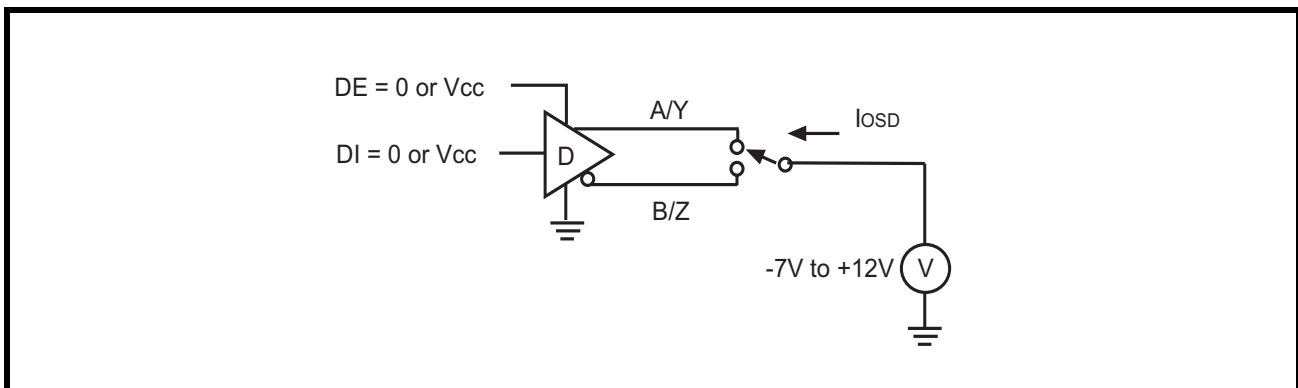 DE = 0 or Vcc
A/Y
IOSD
DI = 0 or Vcc
D
B/Z
-7V to +12V
V